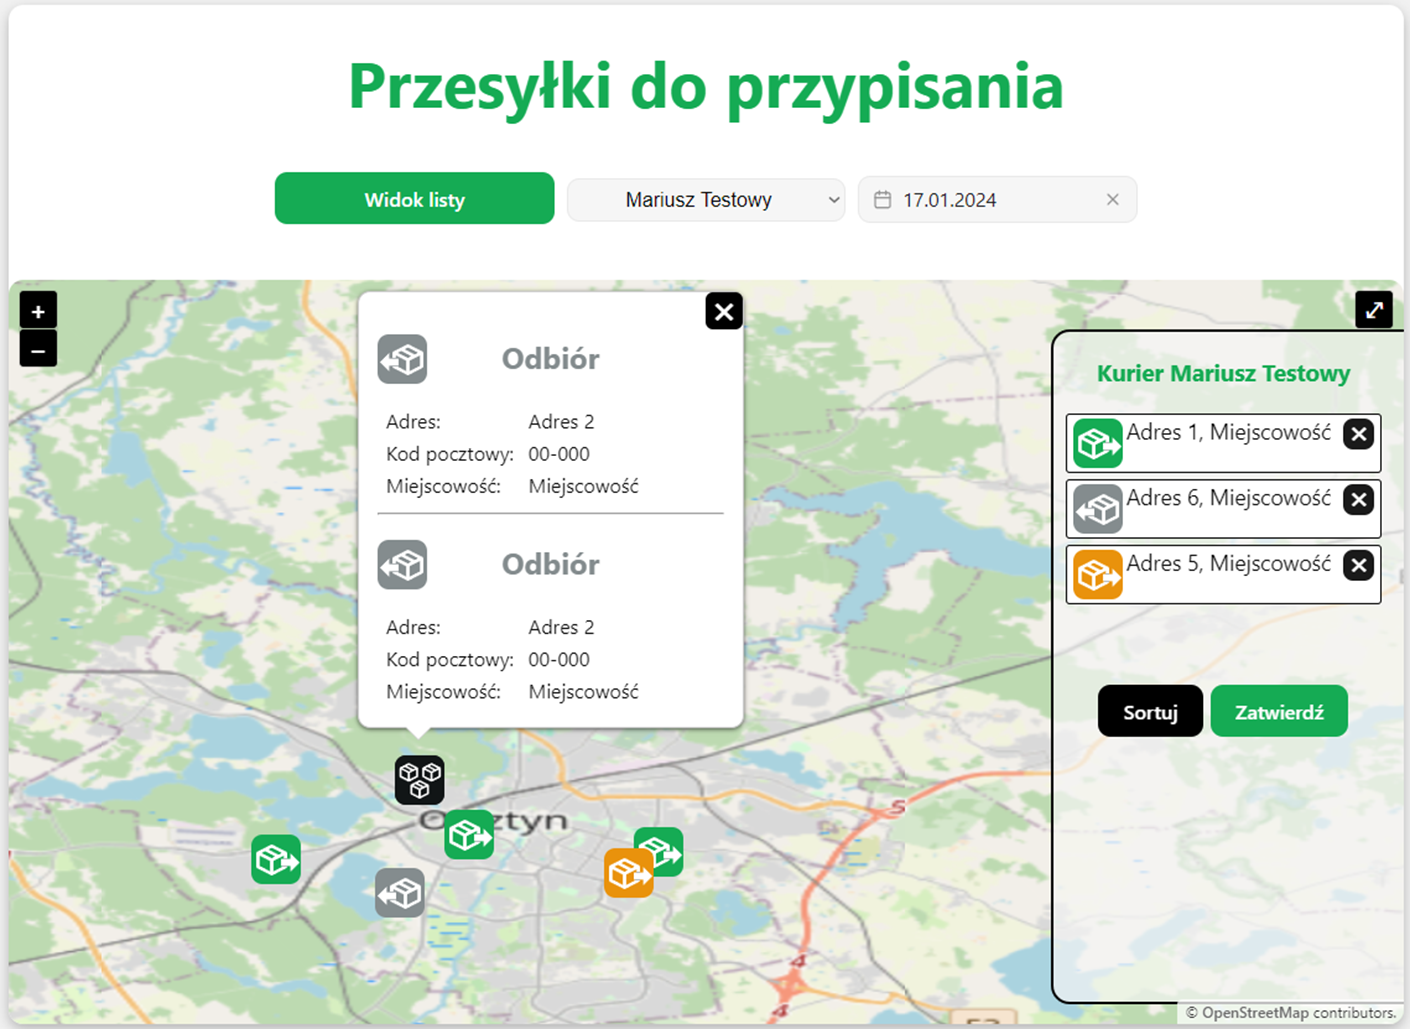 Przesyłki do przypisania
Widok listy
Mariusz Testowy
17.01.2024
+
−
Odbiór
Adres: Adres 2
Kod pocztowy: 00-000
Miejscowość: Miejscowość
Odbiór
Adres: Adres 2
Kod pocztowy: 00-000
Miejscowość: Miejscowość
Kurier Mariusz Testowy
Adres 1, Miejscowość
Adres 6, Miejscowość
Adres 5, Miejscowość
Sortuj
Zatwierdź
5
4
4
© OpenStreetMap contributors.